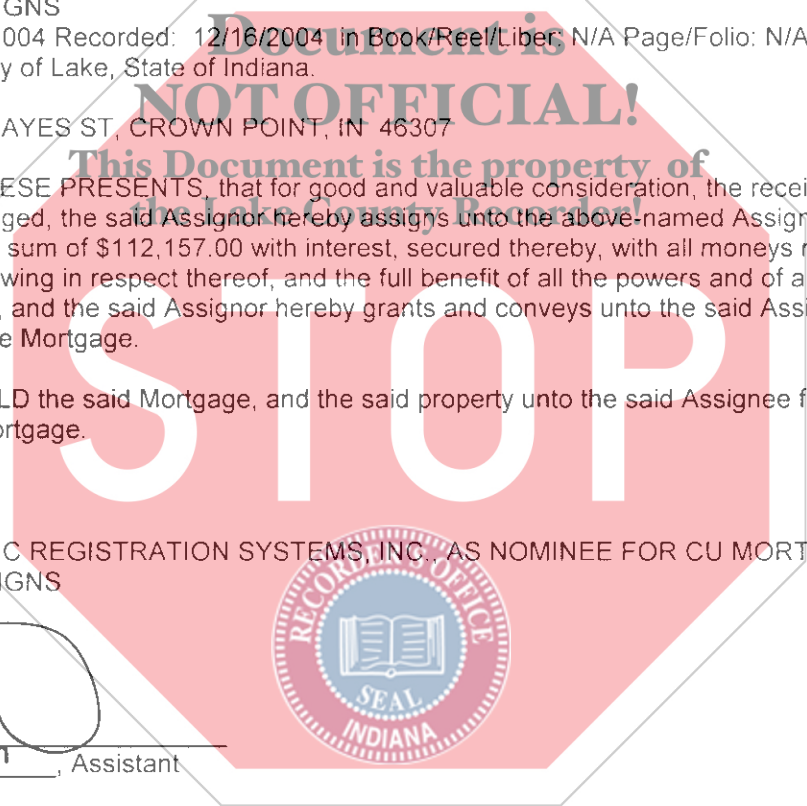 GNS
Document is
004 Recorded: 12/16/2004 in Book/Reel/Liber: N/A Page/Folio: N/A
y of Lake, State of Indiana.
NOT OFFICIAL!
AYES ST, CROWN POINT, IN 46307
This Document is the property of
ESE PRESENTS, that for good and valuable consideration, the recei
the Lake County Recorder!
ged, the said Assignor hereby assigns unto the above-named Assign
sum of $112,157.00 with interest, secured thereby, with all moneys
wing in respect thereof, and the full benefit of all the powers and of a
, and the said Assignor hereby grants and conveys unto the said Assi
e Mortgage.
STOP
LD the said Mortgage, and the said property unto the said Assignee f
ortgage.
C REGISTRATION SYSTEMS, INC., AS NOMINEE FOR CU MORT
IGNS
RECORDER'S OFFICE
SEAL
INDIANA
, Assistant